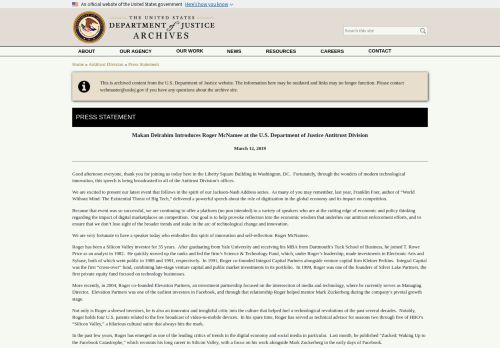 An official website of the United States government Here's how you know
THE UNITED STATES
DEPARTMENT of JUSTICE
ARCHIVES
Search this site
ABOUT OUR AGENCY OUR WORK NEWS RESOURCES CAREERS CONTACT
Home » Antitrust Division » Press Statement
This is archived content from the U.S. Department of Justice website. The information here may be outdated and links may no longer function. Please contact
webmaster@usdoj.gov if you have any questions about the archive site.
PRESS STATEMENT
Makan Delrahim Introduces Roger McNamee at the U.S. Department of Justice Antitrust Division
March 12, 2019
Good afternoon everyone, thank you for joining us today here in the Liberty Square Building in Washington, DC. Fortunately, through the wonders of modern technological
innovation, this speech is being broadcasted to all of the Antitrust Division's offices.
We are excited to present our latest event that follows in the spirit of our Jackson-Nash Address series. As many of you may remember, last year, Franklin Foer, author of "World
Without Mind: The Existential Threat of Big Tech," delivered a powerful speech about the role of digitization in the global economy and its impact on competition.
Because that event was so successful, we are continuing to offer a platform (no pun intended) to a variety of speakers who are at the cutting edge of economic and policy thinking
regarding the impact of digital marketplaces on competition. Our goal is to help provoke reflection into the economic wisdom that underlies our antitrust enforcement efforts, and to
ensure that we don't lose sight of the broader trends and stake in the arc of technological change and innovation.
We are very fortunate to have a speaker today who embodies this spirit of innovation and self-reflection: Roger McNamee.
Roger has been a Silicon Valley investor for 35 years. After graduating from Yale University and receiving his MBA from Dartmouth's Tuck School of Business, he joined T. Rowe
Price as an analyst in 1982. He quickly moved up the ranks and led the firm's Science & Technology Fund, which, under Roger's leadership, made investments in Electronic Arts and
Sybase, both of which went public in 1989 and 1991, respectively. In 1991, Roger co-founded Integral Capital Partners alongside venture capital firm Kleiner Perkins. Integral Capital
was the first "cross-over" fund, combining late-stage venture capital and public market investments in its portfolio. In 1999, Roger was one of the founders of Silver Lake Partners, the
first private equity fund focused on technology businesses.
More recently, in 2004, Roger co-founded Elevation Partners, an investment partnership focused on the intersection of media and technology, where he currently serves as Managing
Director. Elevation Partners was one of the earliest investors in Facebook, and through that relationship Roger helped mentor Mark Zuckerberg during the company's pivotal growth
stage.
Not only is Roger a shrewd investor, he is also an innovator and insightful critic into the culture that helped fuel a technological revolution of the past several decades. Notably,
Roger holds four U.S. patents related to the live broadcast of video-to-mobile devices. In his spare time, Roger has served as technical advisor for seasons two through five of HBO's
"Silicon Valley," a hilarious cultural satire that always hits the mark.
In the past few years, Roger has emerged as one of the leading critics of trends in the digital economy and social media in particular. Last month, he published "Zucked: Waking Up to
the Facebook Catastrophe," which recounts his long career in Silicon Valley, with a focus on his work alongside Mark Zuckerberg in the early days of Facebook.